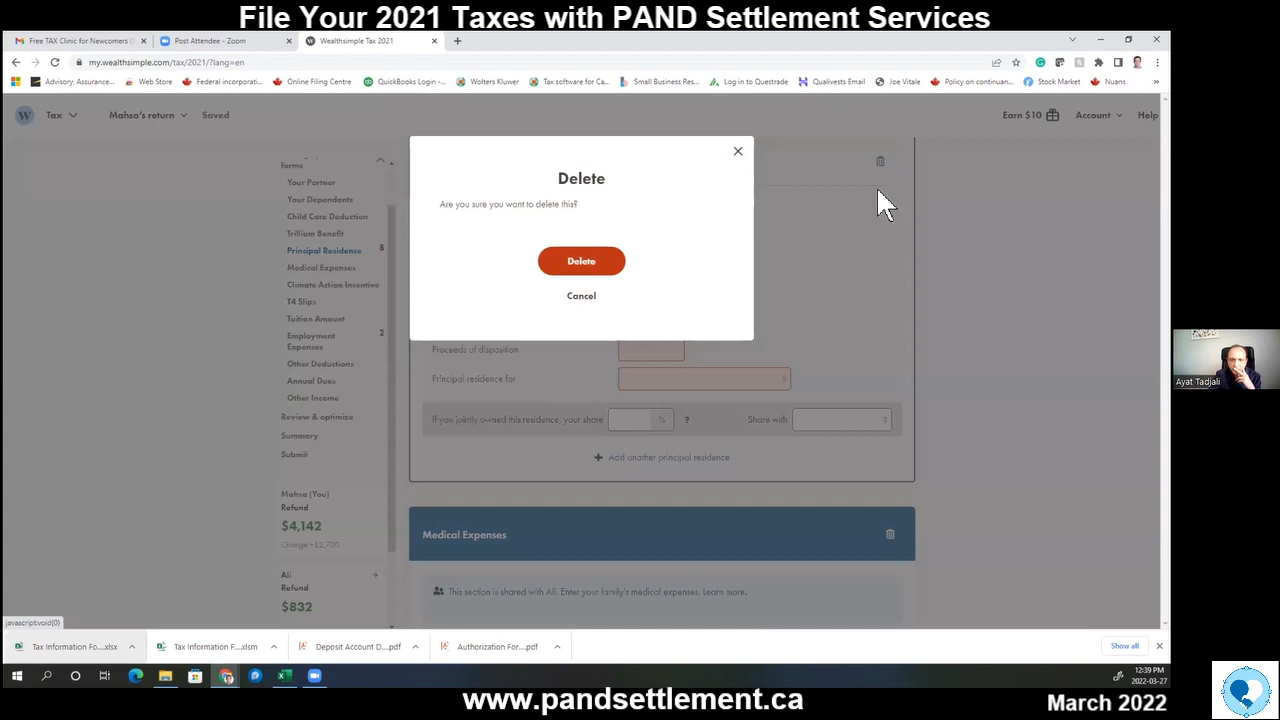 File Your 2021 Taxes with PAND Settlement Services
Free TAX Clinic for Newcomers (
Post Attendee - Zoom
Wealthsimple Tax 2021
my.wealthsimple.com/tax/2021/?lang=en
Advisory, Assurance...
Web Store
Federal incorporati...
Online Filing Centre
QuickBooks Login -...
Wolters Kluwer
Tax software for Ca...
Small Business Res...
Log in to Questrade
Qualivests Email
Joe Vitale
Policy on continuan...
Stock Market
Nuans
»
W
Tax
Mahsa's return
Saved
Earn $10
Account
Help
forms
Your Partner
Your Dependants
Child Care Deduction
Trillium Benefit
Principal Residence 8
Medical Expenses
Climate Action Incentive
T4 Slips
Tuition Amount
Employment 2
Expenses
Other Deductions
Annual Dues
Other Income
Review & optimize
Summary
Submit
Mahsa (You)
Refund
$4,142
Change -$2,700
Ali →
Refund
$832
Delete
Are you sure you want to delete this?
Delete
Cancel
Proceeds of disposition
Principal residence for
If you jointly owned this residence, your share % ? Share with
+ Add another principal residence
Medical Expenses
This section is shared with Ali. Enter your family's medical expenses. Learn more.
Ayat Tadjali
javascript:void(0)
Tax Information Fo....xlsx
Tax Information F....xlsm
Deposit Account D....pdf
Authorization For....pdf
Show all
12:39 PM
2022-03-27
www.pandsettlement.ca
March 2022